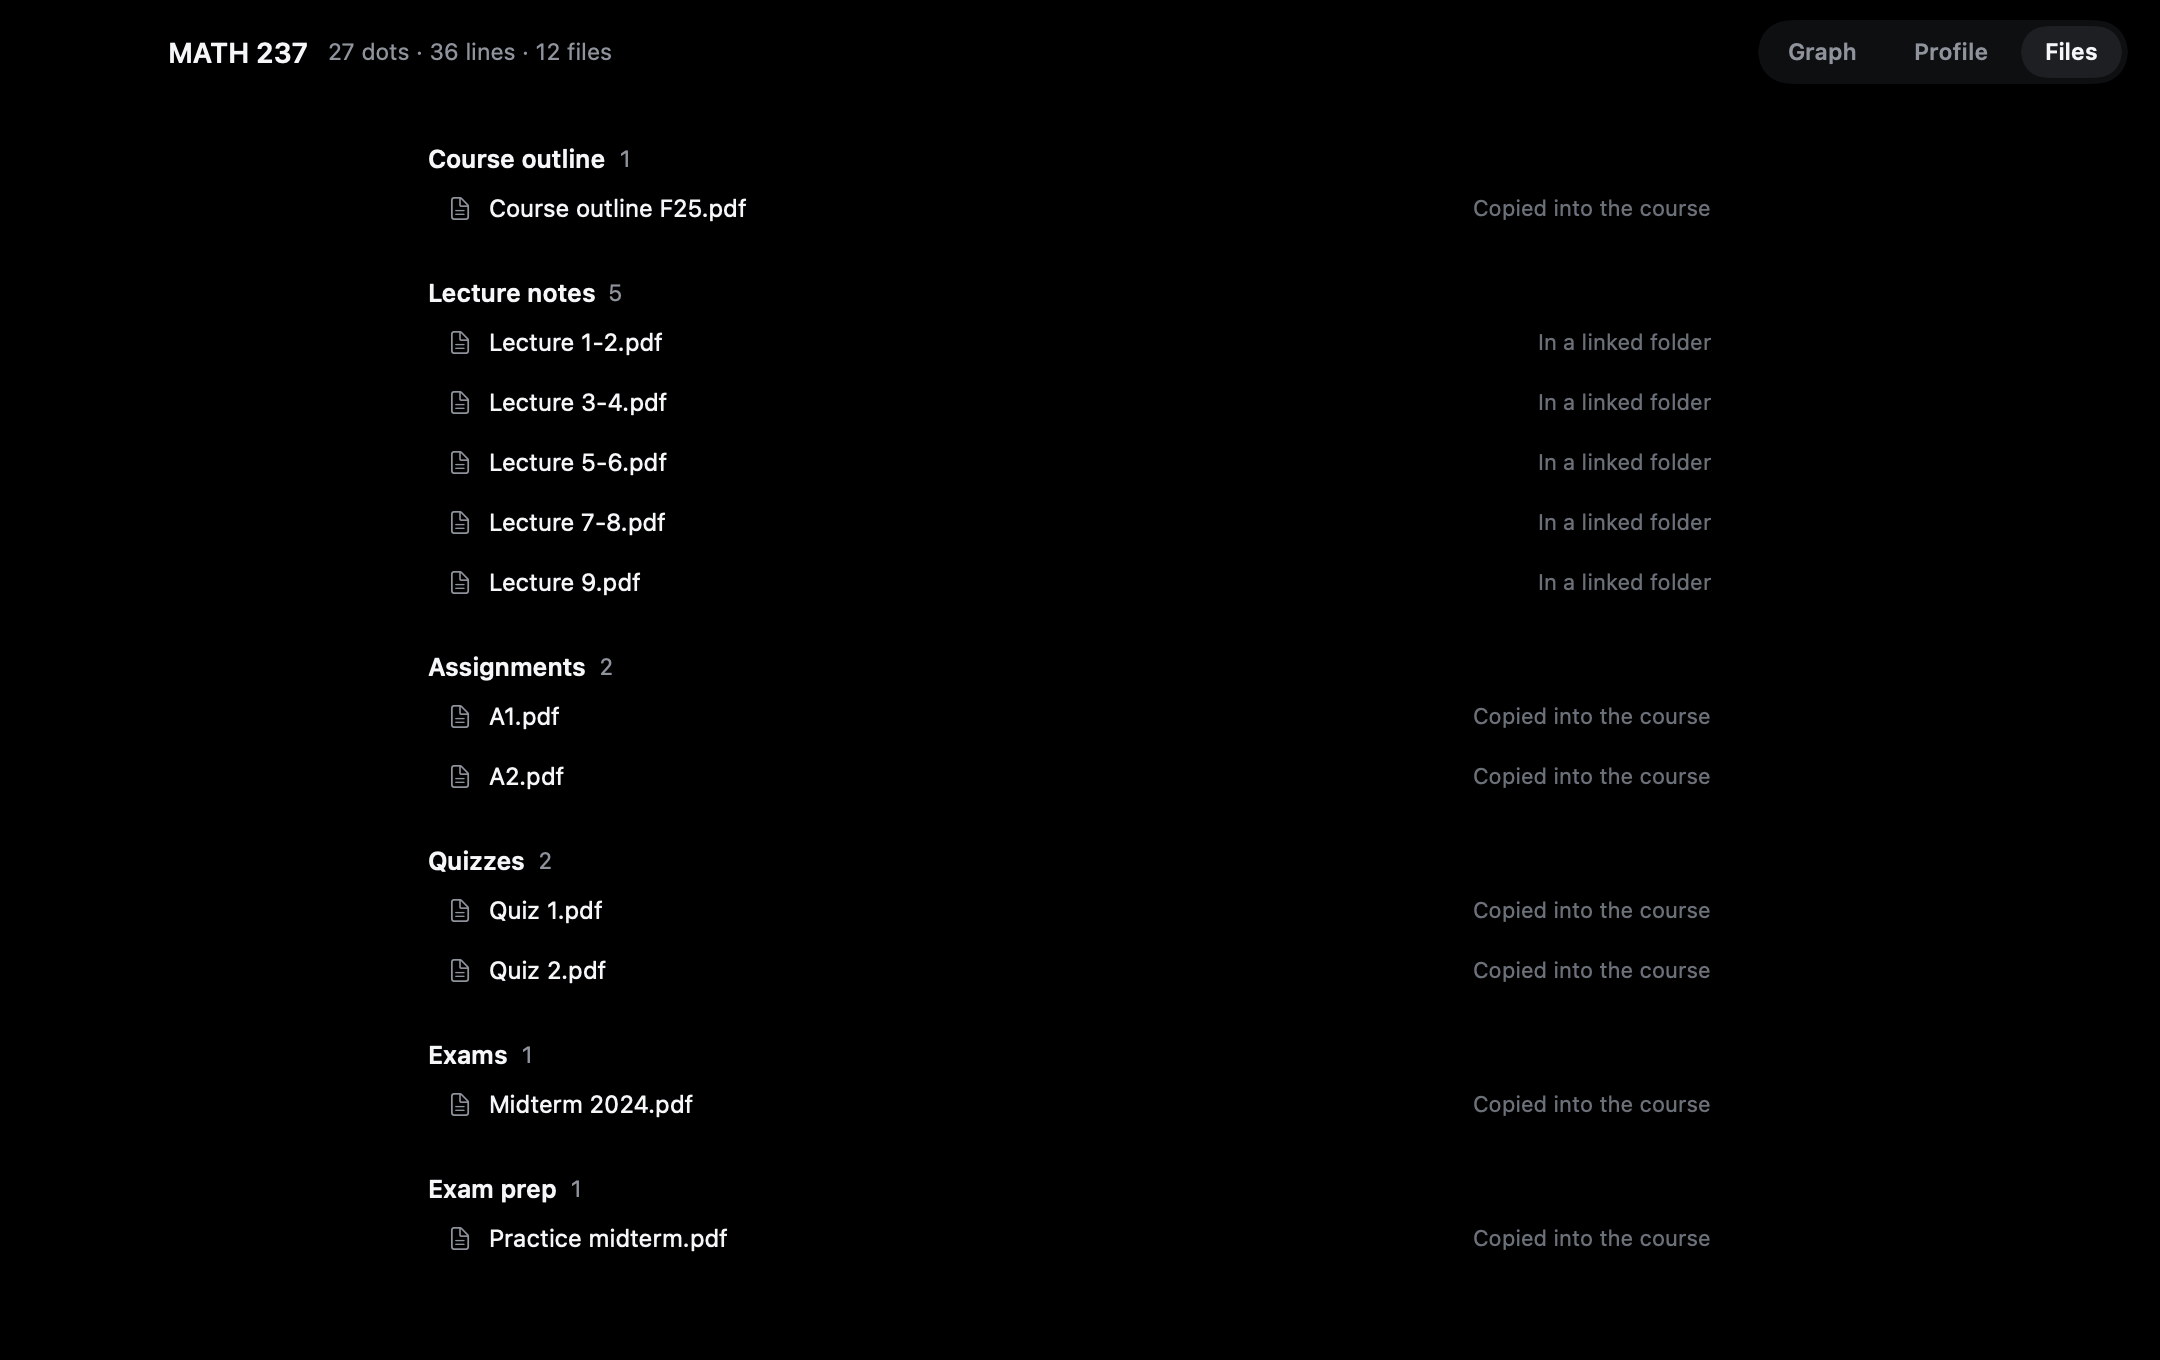 MATH 237 27 dots · 36 lines · 12 files Graph Profile Files
Course outline 1
Course outline F25.pdf Copied into the course
Lecture notes 5
Lecture 1-2.pdf In a linked folder
Lecture 3-4.pdf In a linked folder
Lecture 5-6.pdf In a linked folder
Lecture 7-8.pdf In a linked folder
Lecture 9.pdf In a linked folder
Assignments 2
A1.pdf Copied into the course
A2.pdf Copied into the course
Quizzes 2
Quiz 1.pdf Copied into the course
Quiz 2.pdf Copied into the course
Exams 1
Midterm 2024.pdf Copied into the course
Exam prep 1
Practice midterm.pdf Copied into the course